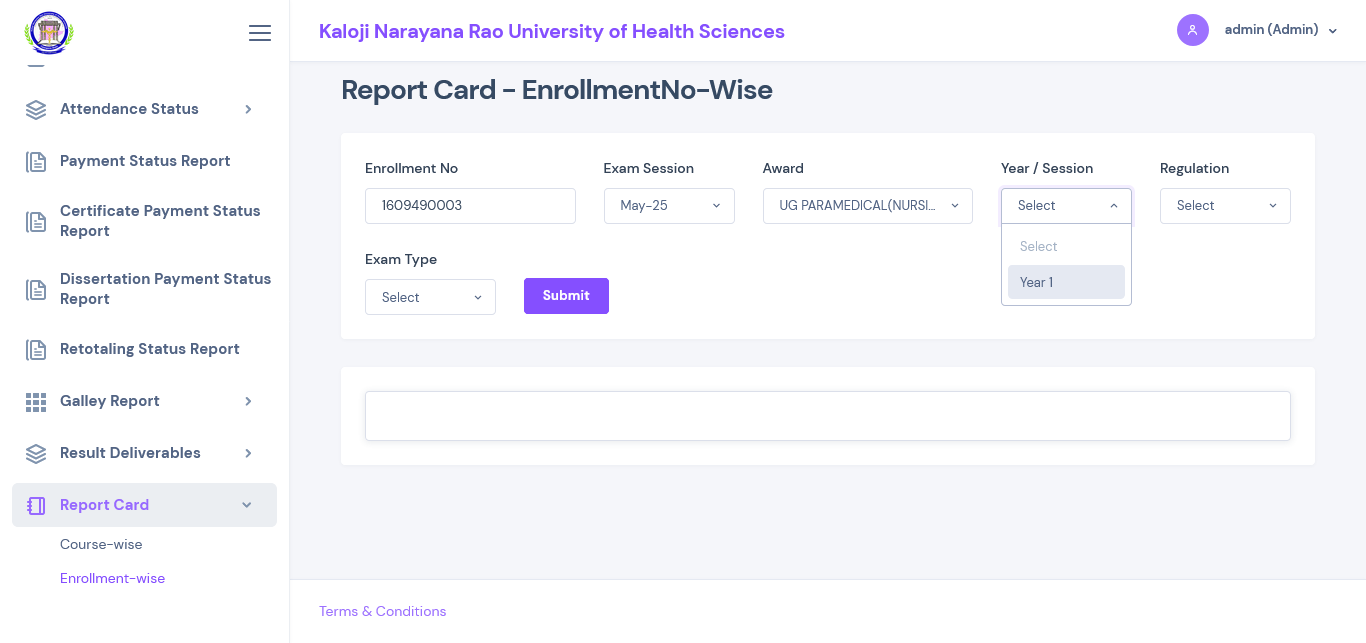 Kaloji Narayana Rao University of Health Sciences
admin (Admin)
Attendance Status
Payment Status Report
Certificate Payment Status
Report
Dissertation Payment Status
Report
Retotaling Status Report
Galley Report
Result Deliverables
Report Card
Course-wise
Enrollment-wise
Report Card - EnrollmentNo-Wise
Enrollment No
Exam Session
Award
Year / Session
Regulation
1609490003
May-25
UG PARAMEDICAL(NURSI...
Select
Select
Select
Year 1
Exam Type
Select
Submit
Terms & Conditions